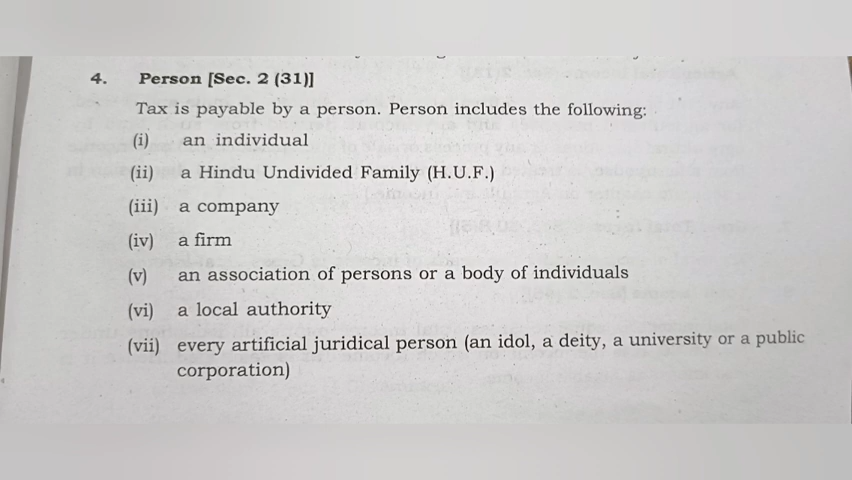 4. Person [Sec. 2 (31)]
Tax is payable by a person. Person includes the following:
(i) an individual
(ii) a Hindu Undivided Family (H.U.F.)
(iii) a company
(iv) a firm
(v) an association of persons or a body of individuals
(vi) a local authority
(vii) every artificial juridical person (an idol, a deity, a university or a public
corporation)